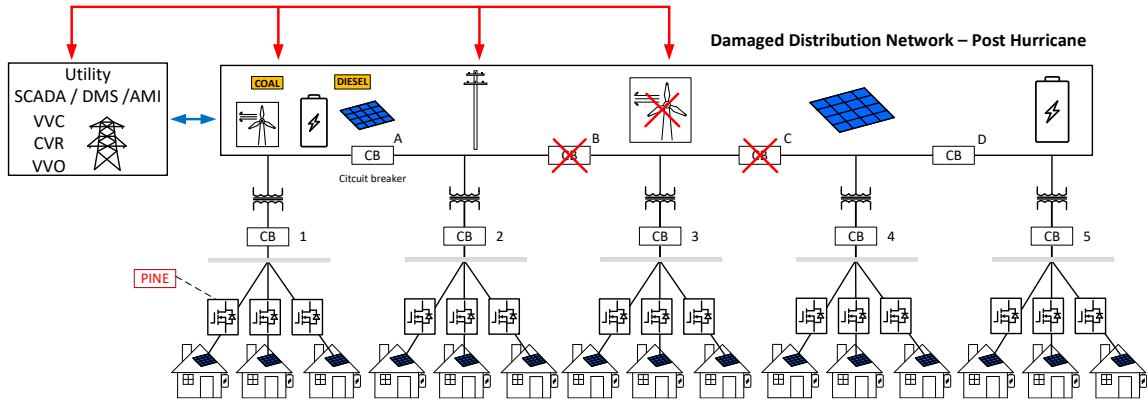 Damaged Distribution Network – Post Hurricane
Utility
SCADA / DMS /AMI
VVC
CVR
VVO
COAL
DIESEL
A
B
C
D
CB
CB
CB
CB
Citcuit breaker
CB 1
CB 2
CB 3
CB 4
CB 5
PINE